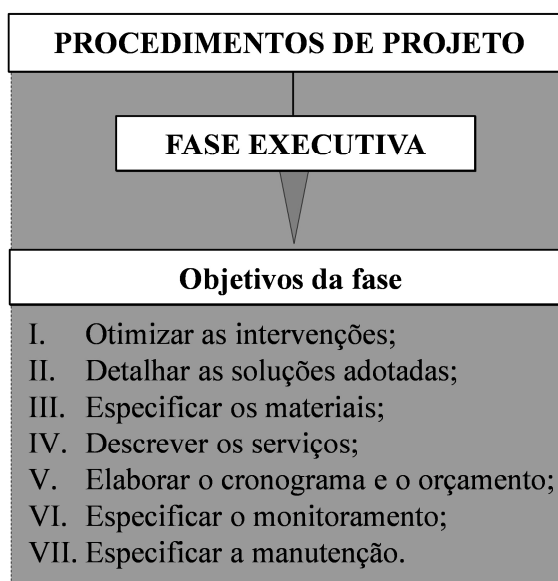 PROCEDIMENTOS DE PROJETO
FASE EXECUTIVA
Objetivos da fase
I. Otimizar as intervenções;
II. Detalhar as soluções adotadas;
III. Especificar os materiais;
IV. Descrever os serviços;
V. Elaborar o cronograma e o orçamento;
VI. Especificar o monitoramento;
VII. Especificar a manutenção.